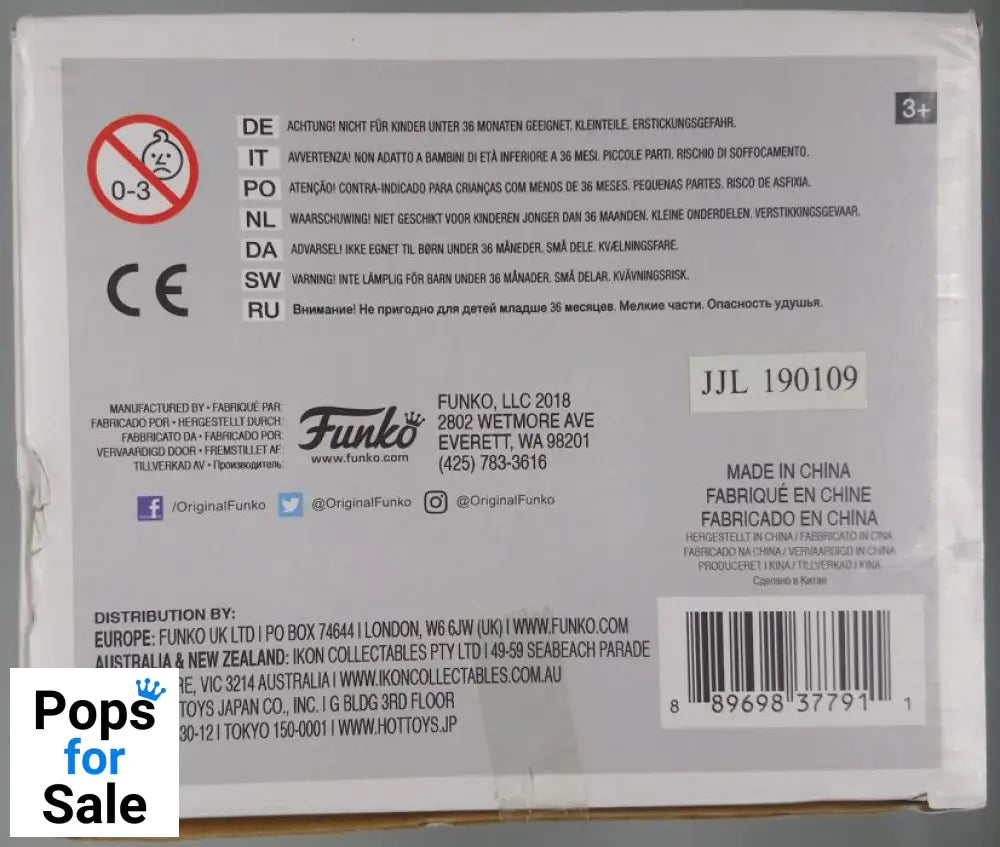 3+
0-3
DE ACHTUNG! NICHT FÜR KINDER UNTER 36 MONATEN GEEIGNET. KLEINTEILE. ERSTICKUNGSGEFAHR.
IT AVVERTENZA! NON ADATTO A BAMBINI DI ETÀ INFERIORE A 36 MESI. PICCOLE PARTI. RISCHIO DI SOFFOCAMENTO.
PO ATENÇÃO! CONTRA-INDICADO PARA CRIANÇAS COM MENOS DE 36 MESES. PEQUENAS PARTES. RISCO DE ASFIXIA.
NL WAARSCHUWING! NIET GESCHIKT VOOR KINDEREN JONGER DAN 36 MAANDEN. KLEINE ONDERDELEN. VERSTIKKINGSGEVAAR.
DA ADVARSEL! IKKE EGNET TIL BØRN UNDER 36 MÅNEDER. SMÅ DELE. KVÆLNINGSFARE.
SW VARNING! INTE LÄMPLIG FÖR BARN UNDER 36 MÅNADER. SMÅ DELAR. KVÄVNINGSRISK.
RU Внимание! Не пригодно для детей младше 36 месяцев. Мелкие части. Опасность удушья.
CE
JJL 190109
MANUFACTURED BY • FABRIQUÉ PAR
FABRICADO POR • HERGESTELLT DURCH:
FABBRICATO DA • FABRICADO POR:
VERVAARDIGD DOOR • FREMSTILLET AF:
TILLVERKAD AV • Производитель:
Funko
www.funko.com
FUNKO, LLC 2018
2802 WETMORE AVE
EVERETT, WA 98201
(425) 783-3616
/OriginalFunko @OriginalFunko @OriginalFunko
MADE IN CHINA
FABRIQUÉ EN CHINE
FABRICADO EN CHINA
HERGESTELLT IN CHINA / FABBRICATO IN CINA
FABRICADO NA CHINA / VERVAARDIGD IN CHINA
PRODUCERET I KINA / TILLVERKAD I KINA
Сделано в Китае
DISTRIBUTION BY:
EUROPE: FUNKO UK LTD | PO BOX 74644 | LONDON, W6 6JW (UK) | WWW.FUNKO.COM
AUSTRALIA & NEW ZEALAND: IKON COLLECTABLES PTY LTD | 49-59 SEABEACH PARADE
RE, VIC 3214 AUSTRALIA | WWW.IKONCOLLECTABLES.COM.AU
TOYS JAPAN CO., INC. | G BLDG 3RD FLOOR
30-12 | TOKYO 150-0001 | WWW.HOTTOYS.JP
8 89698 37791 1
Pops
for
Sale